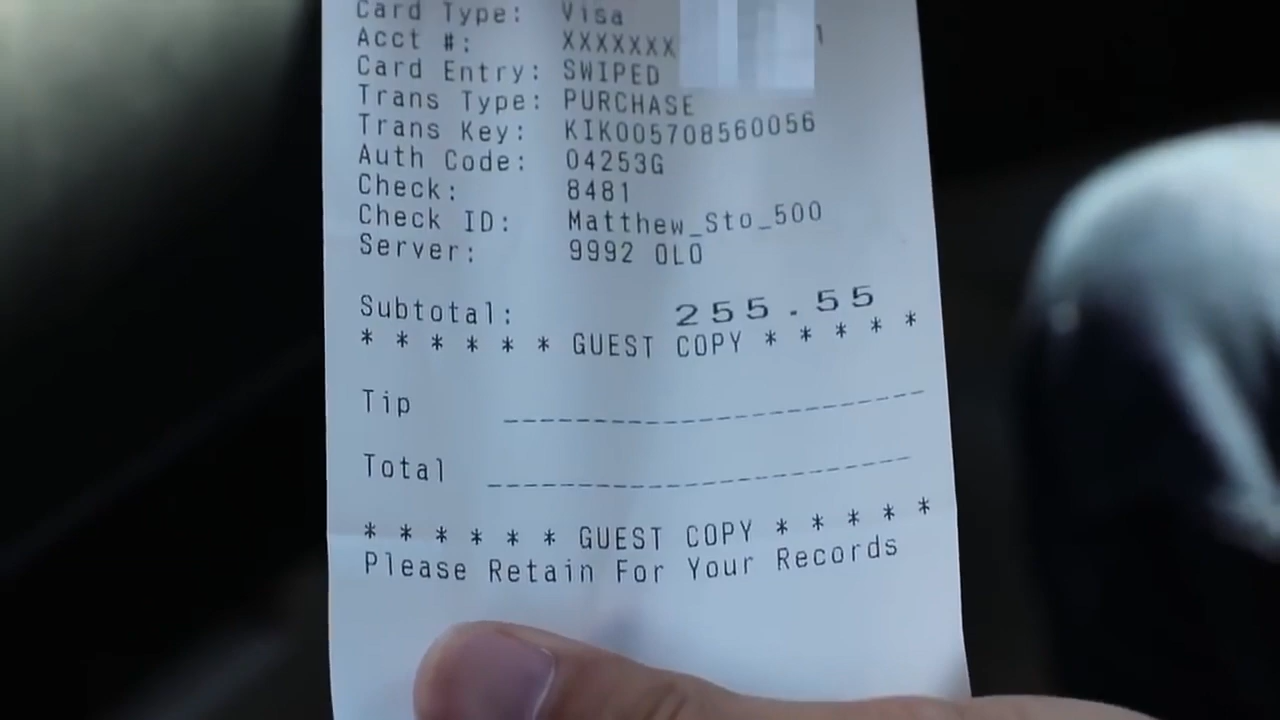 Card Type: Visa
Acct #: XXXXXXX
Card Entry: SWIPED
Trans Type: PURCHASE
Trans Key: KIK005708560056
Auth Code: 04253G
Check: 8481
Check ID: Matthew_Sto_500
Server: 9992 OLO
Subtotal: 255.55
* * * * * * GUEST COPY * * * * *
Tip
Total
* * * * * * GUEST COPY * * * * *
Please Retain For Your Records